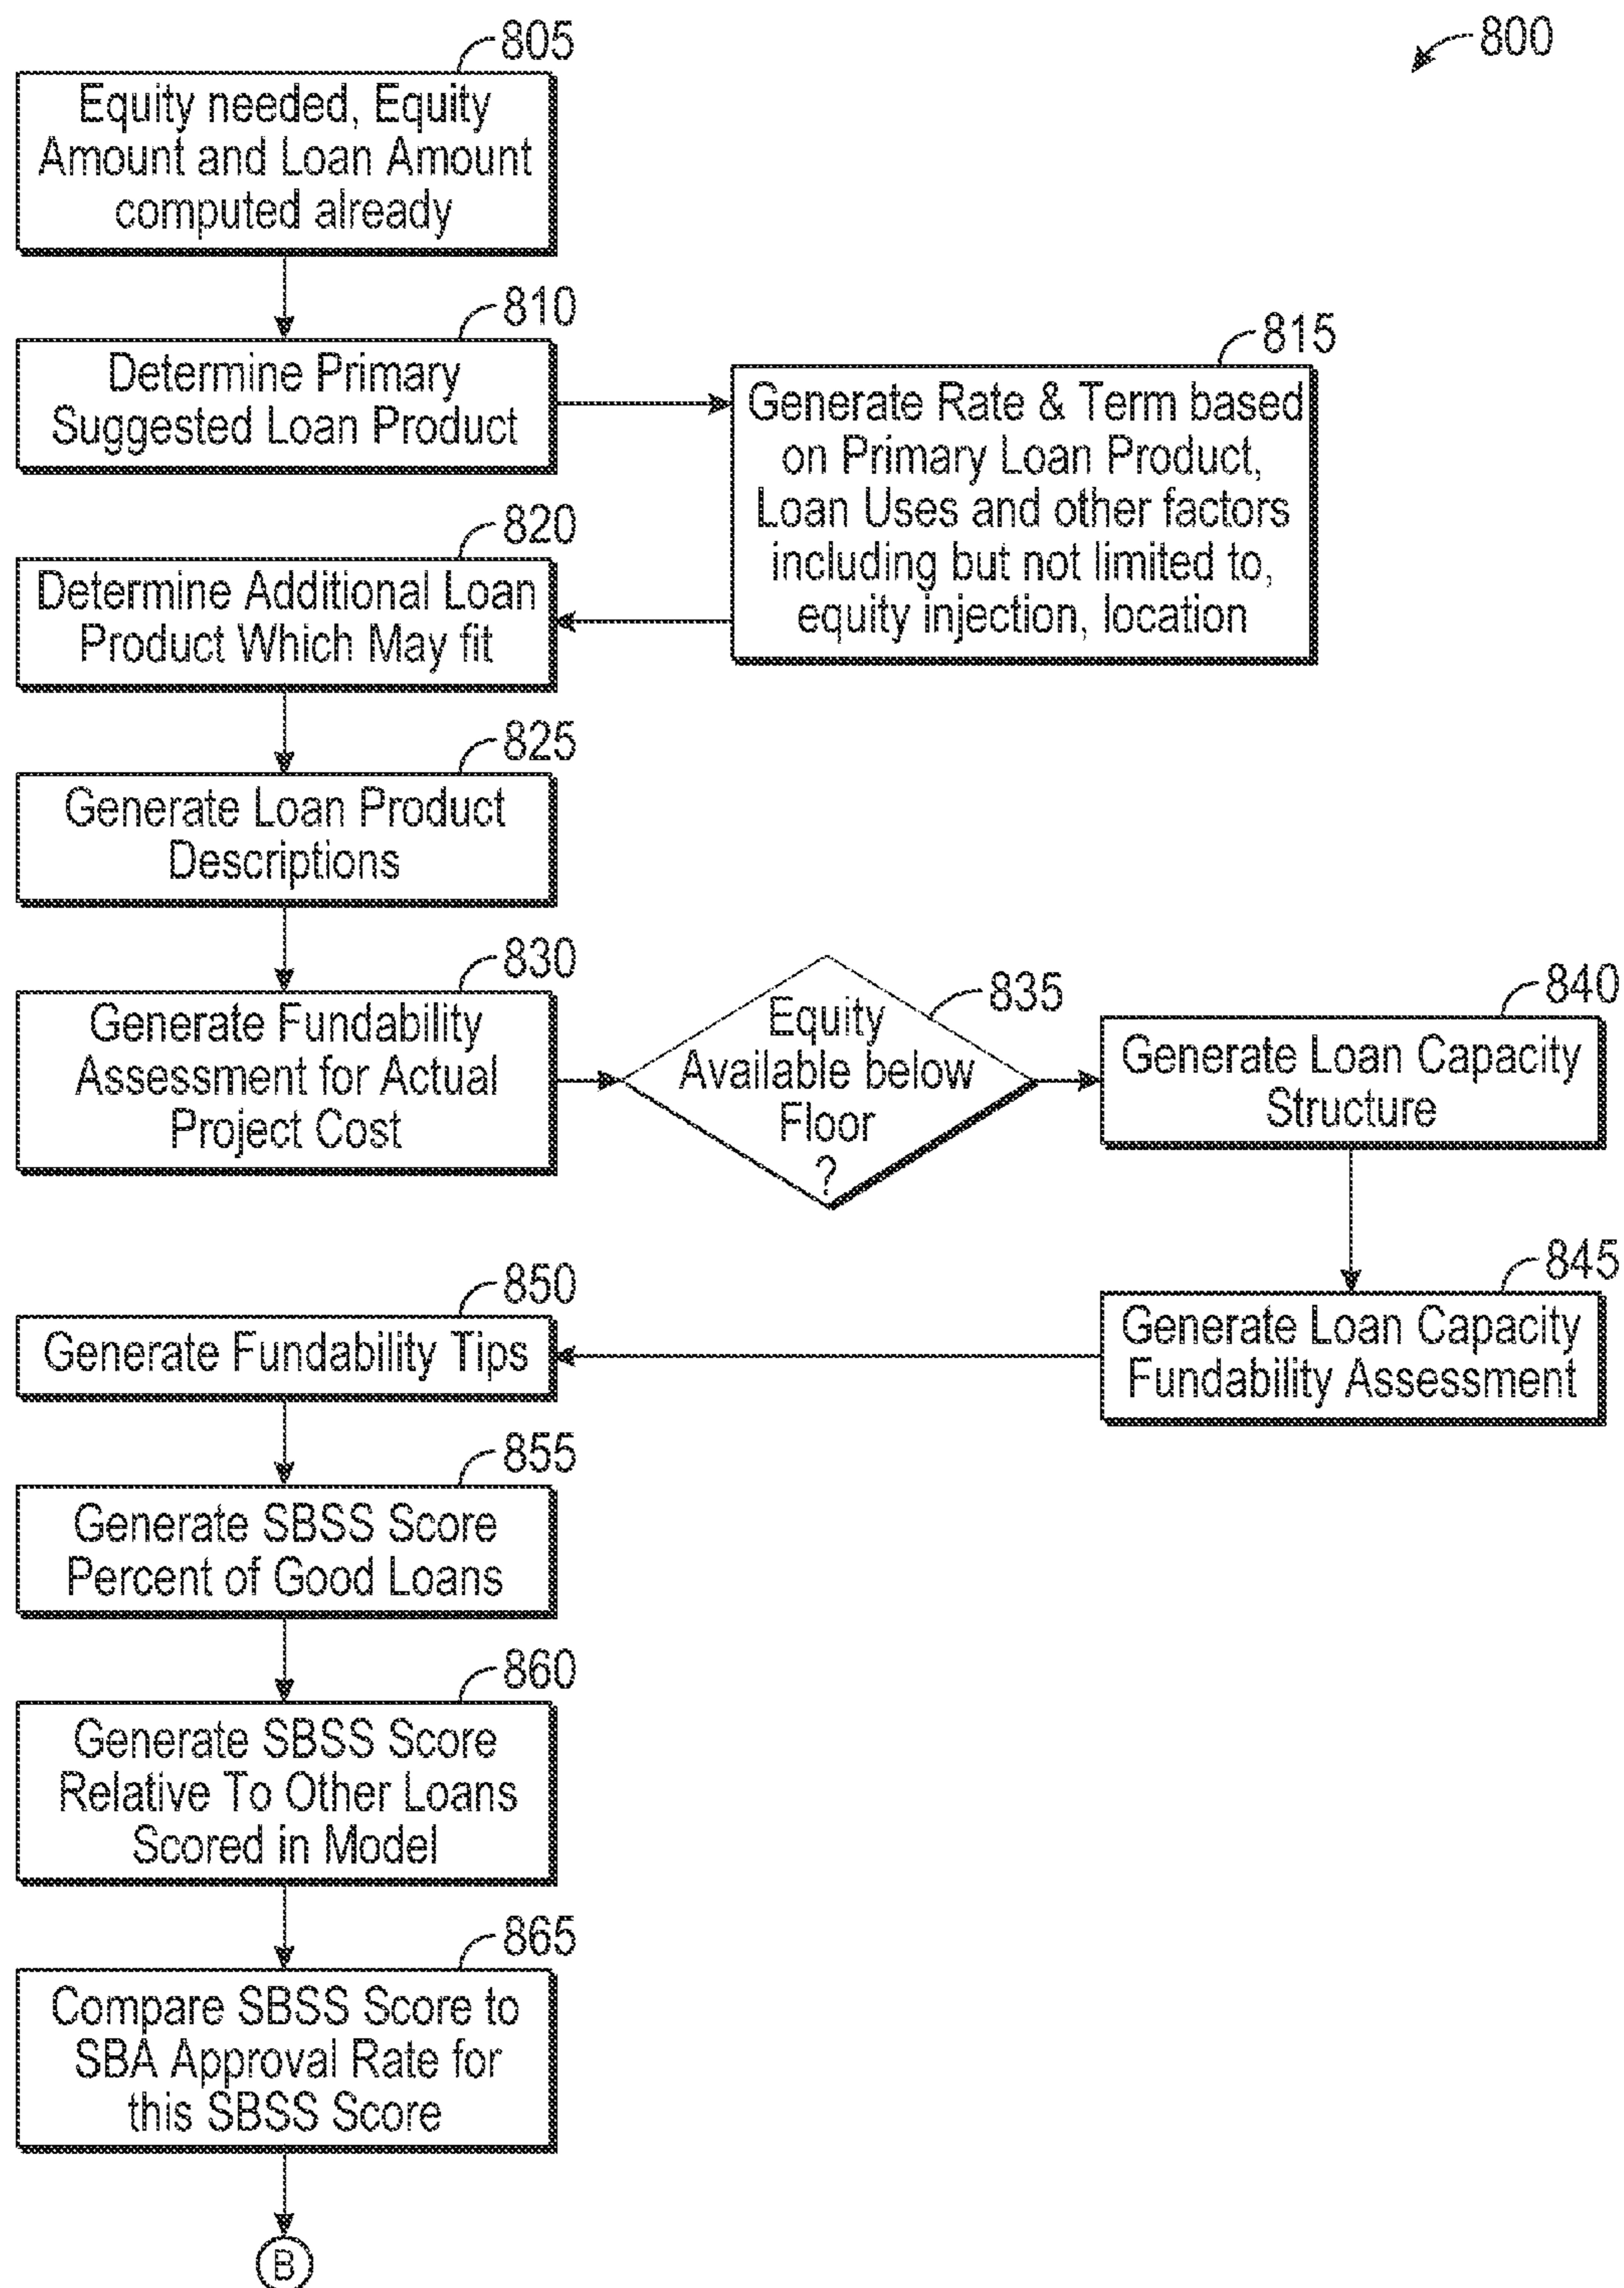 800
805
Equity needed, Equity
Amount and Loan Amount
computed already
810
Determine Primary
Suggested Loan Product
815
Generate Rate & Term based
on Primary Loan Product,
Loan Uses and other factors
including but not limited to,
equity injection, location
820
Determine Additional Loan
Product Which May fit
825
Generate Loan Product
Descriptions
830
Generate Fundability
Assessment for Actual
Project Cost
835
Equity
Available below
Floor
?
840
Generate Loan Capacity
Structure
845
Generate Loan Capacity
Fundability Assessment
850
Generate Fundability Tips
855
Generate SBSS Score
Percent of Good Loans
860
Generate SBSS Score
Relative To Other Loans
Scored in Model
865
Compare SBSS Score to
SBA Approval Rate for
this SBSS Score
B